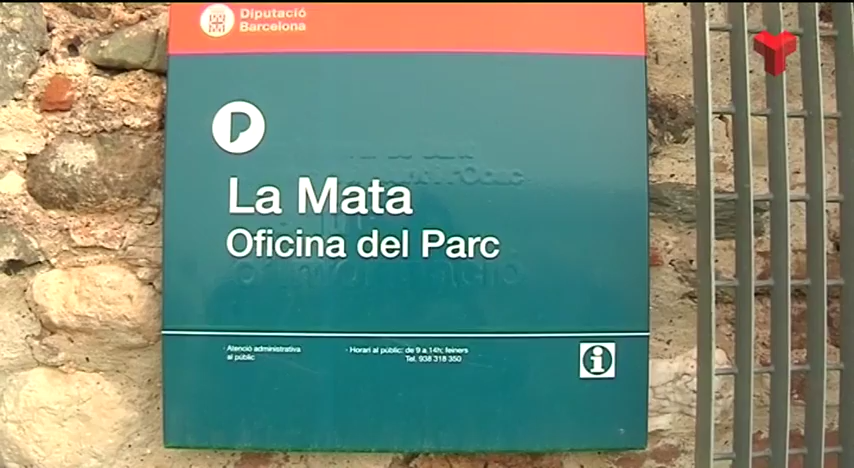 Diputació
Barcelona
P
La Mata
Oficina del Parc
· Atenció administrativa
al públic
· Horari al públic: de 9 a 14h; feiners
Tel. 938 318 350
i